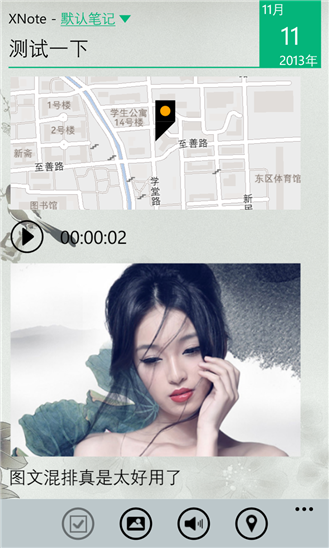 XNote - 默认笔记
11月
11
2013年
测试一下
1号楼
学生公寓
14号楼
2号楼
新斋
至善路
至善路
学堂路
东区体育馆
图书馆
新民
00:00:02
图文混排真是太好用了